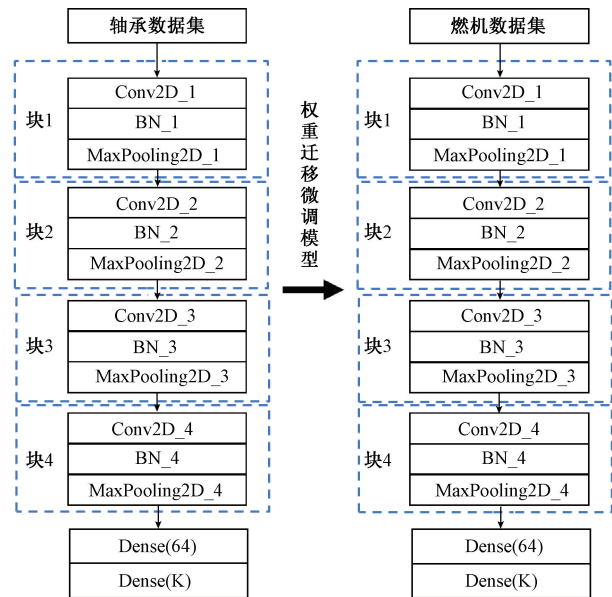 轴承数据集
块1
Conv2D_1
BN_1
MaxPooling2D_1
块2
Conv2D_2
BN_2
MaxPooling2D_2
块3
Conv2D_3
BN_3
MaxPooling2D_3
块4
Conv2D_4
BN_4
MaxPooling2D_4
Dense(64)
Dense(K)
权重迁移微调模型
燃机数据集
块1
Conv2D_1
BN_1
MaxPooling2D_1
块2
Conv2D_2
BN_2
MaxPooling2D_2
块3
Conv2D_3
BN_3
MaxPooling2D_3
块4
Conv2D_4
BN_4
MaxPooling2D_4
Dense(64)
Dense(K)